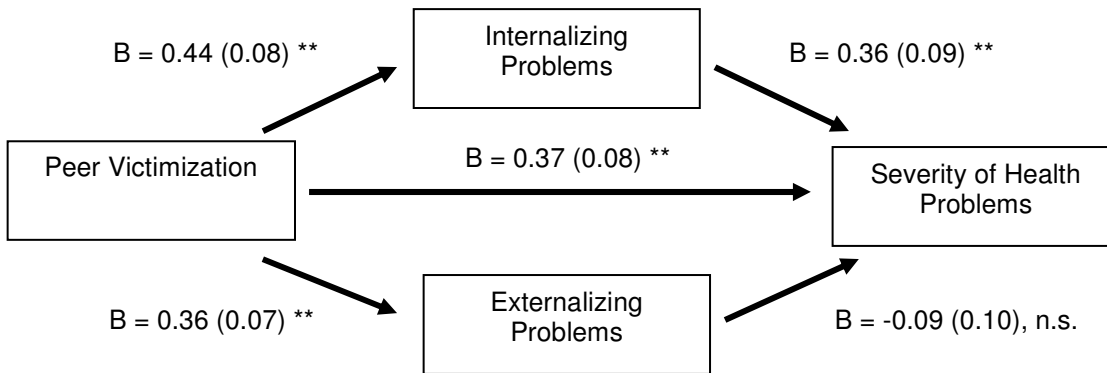 B = 0.44 (0.08) **
Internalizing
Problems
B = 0.36 (0.09) **
Peer Victimization
B = 0.37 (0.08) **
Severity of Health
Problems
B = 0.36 (0.07) **
Externalizing
Problems
B = -0.09 (0.10), n.s.